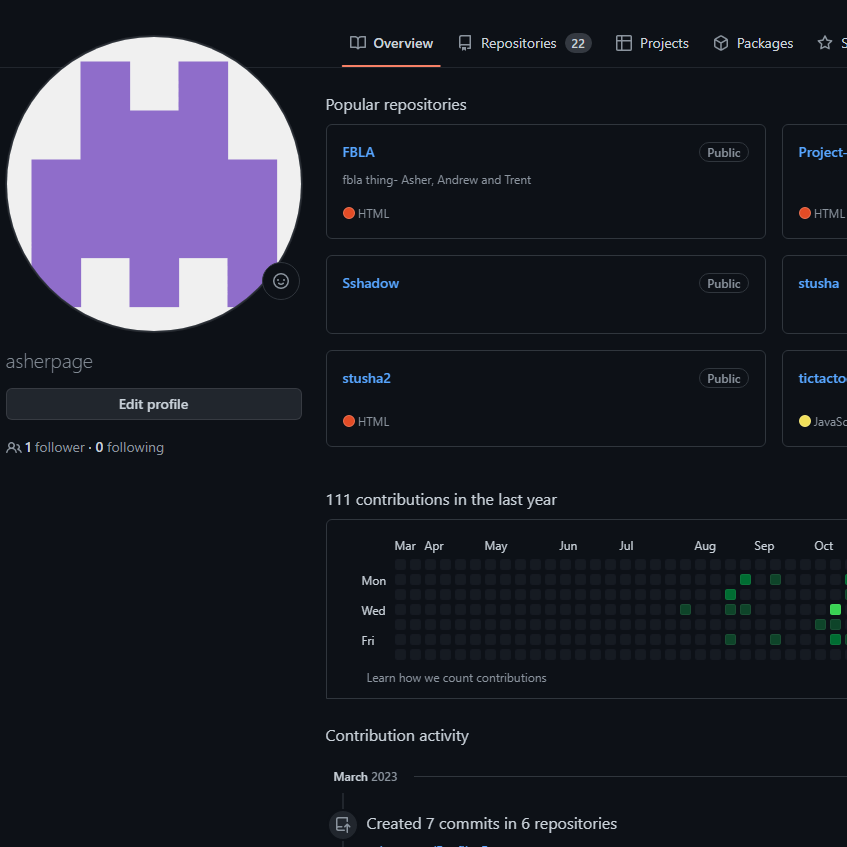 Overview Repositories 22 Projects Packages S
Popular repositories
FBLA Public
fbla thing- Asher, Andrew and Trent
HTML
Project-
HTML
Sshadow Public
stusha
stusha2 Public
HTML
tictacto
JavaSc
asherpage
Edit profile
1 follower · 0 following
111 contributions in the last year
Mar Apr May Jun Jul Aug Sep Oct
Mon
Wed
Fri
Learn how we count contributions
Contribution activity
March 2023
Created 7 commits in 6 repositories